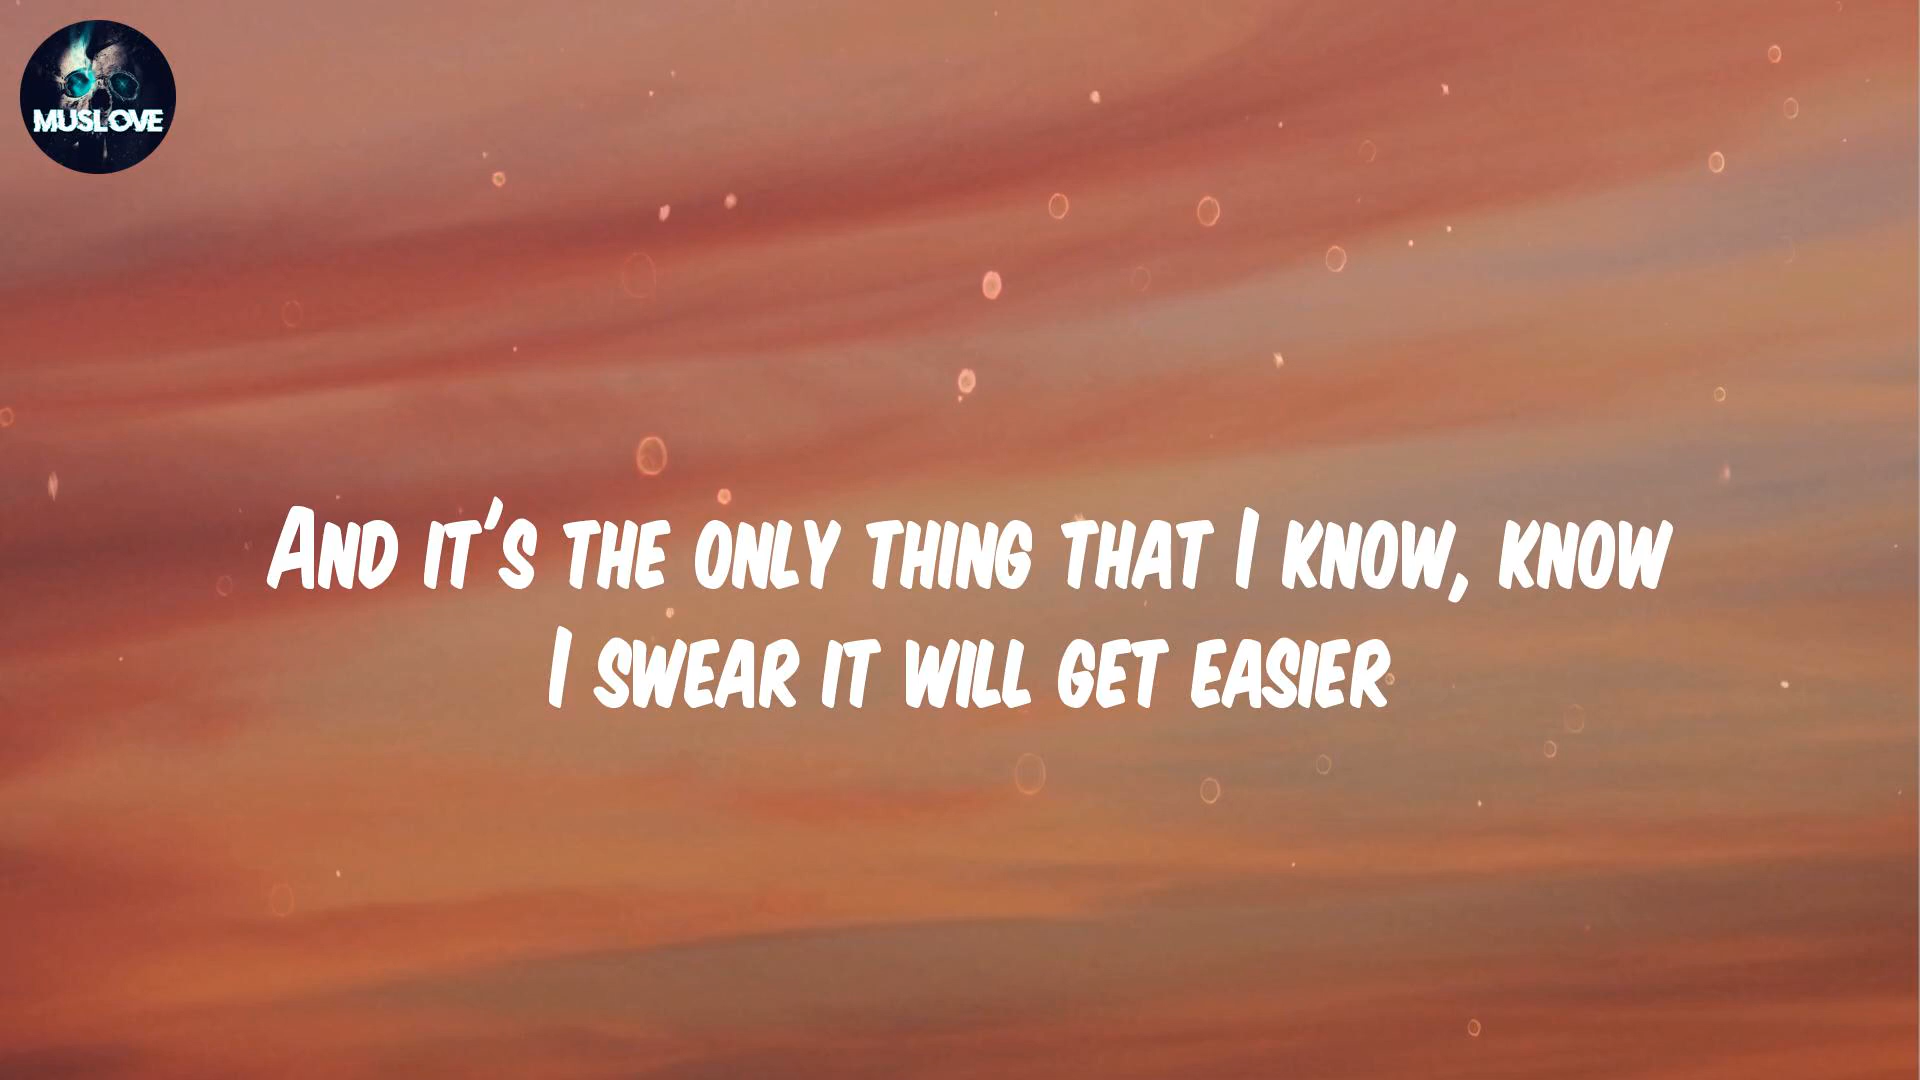 MUSLOVE
And it's the only thing that I know, know
I swear it will get easier